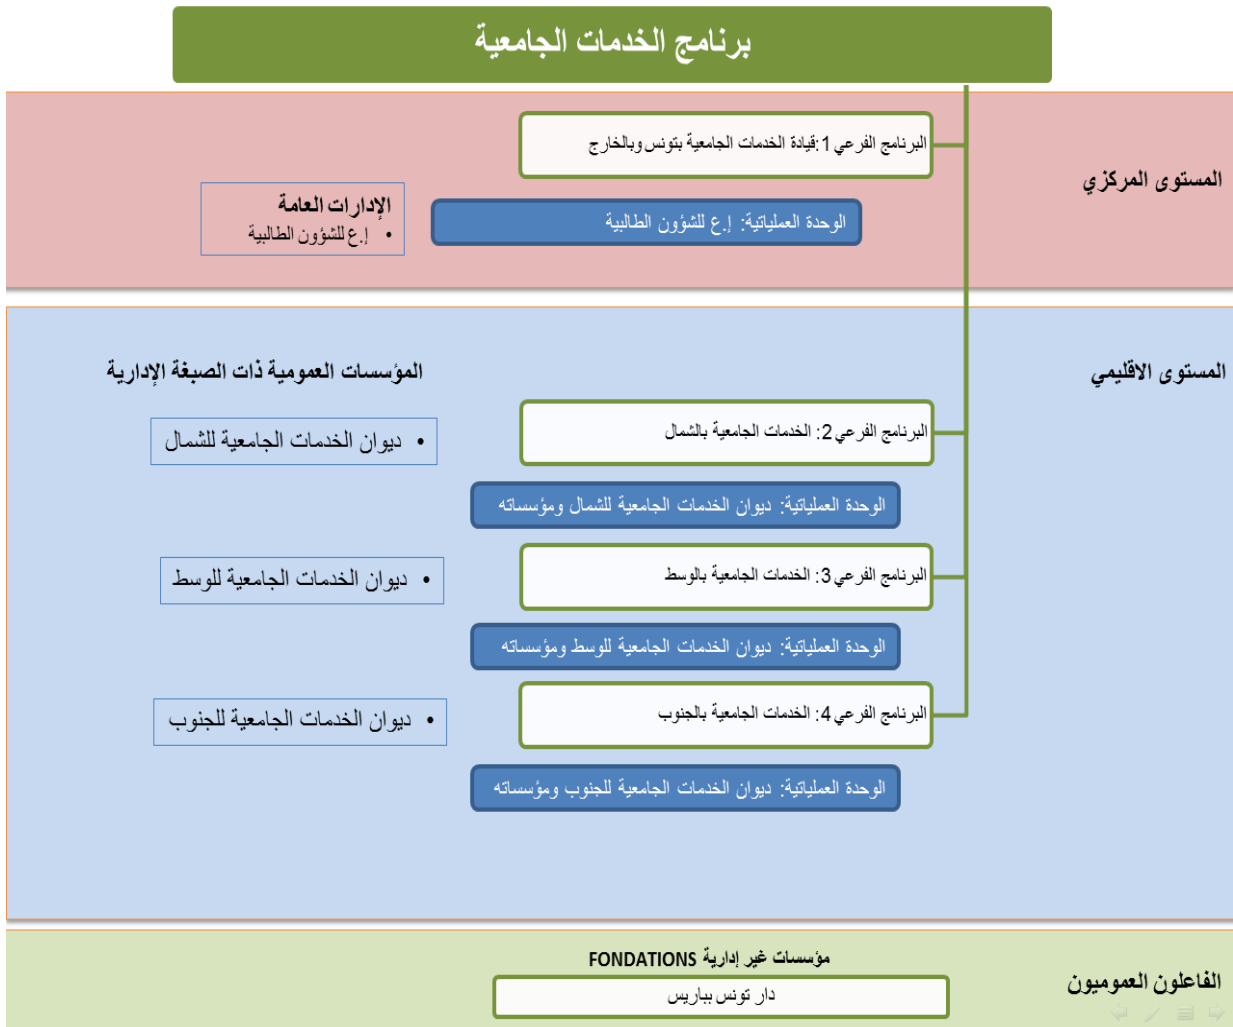 برنامج الخدمات الجامعية
المستوى المركزي
البرنامج الفرعي 1:قيادة الخدمات الجامعية بتونس وبالخارج
الوحدة العملياتية: إ.ع للشؤون الطالبية
الإدارات العامة
• إ.ع للشؤون الطالبية
المستوى الاقليمي
المؤسسات العمومية ذات الصبغة الإدارية
البرنامج الفرعي 2: الخدمات الجامعية بالشمال
• ديوان الخدمات الجامعية للشمال
الوحدة العملياتية: ديوان الخدمات الجامعية للشمال ومؤسساته
البرنامج الفرعي 3: الخدمات الجامعية بالوسط
• ديوان الخدمات الجامعية للوسط
الوحدة العملياتية: ديوان الخدمات الجامعية للوسط ومؤسساته
البرنامج الفرعي 4: الخدمات الجامعية بالجنوب
• ديوان الخدمات الجامعية للجنوب
الوحدة العملياتية: ديوان الخدمات الجامعية للجنوب ومؤسساته
الفاعلون العموميون
مؤسسات غير إدارية FONDATIONS
دار تونس بباريس